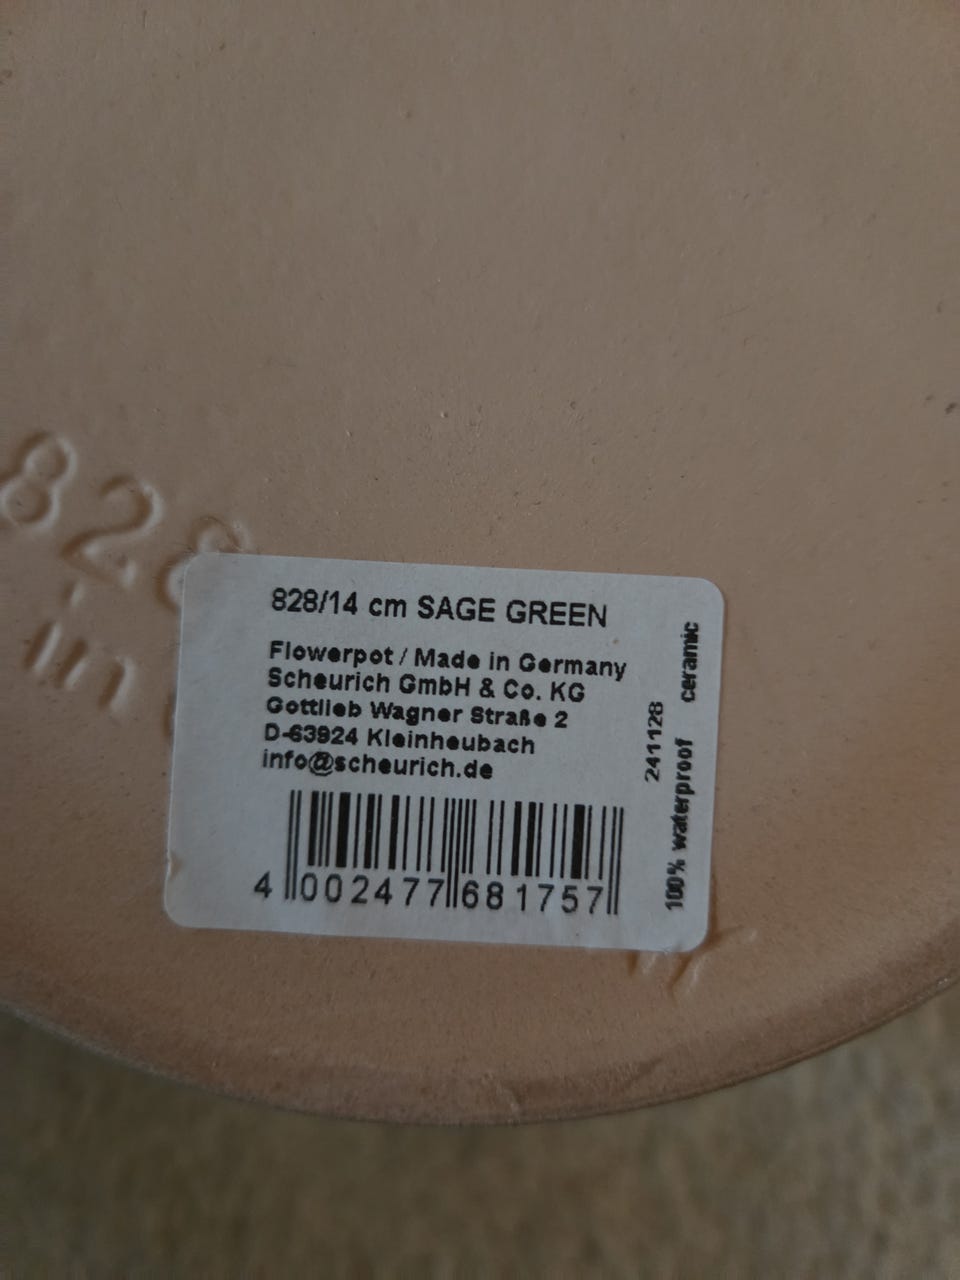 828
in
828/14 cm SAGE GREEN
Flowerpot / Made in Germany
Scheurich GmbH & Co. KG
Gottlieb Wagner Straße 2
D-63924 Kleinheubach
info@scheurich.de
4 002477 681757
241128
100% waterproof ceramic